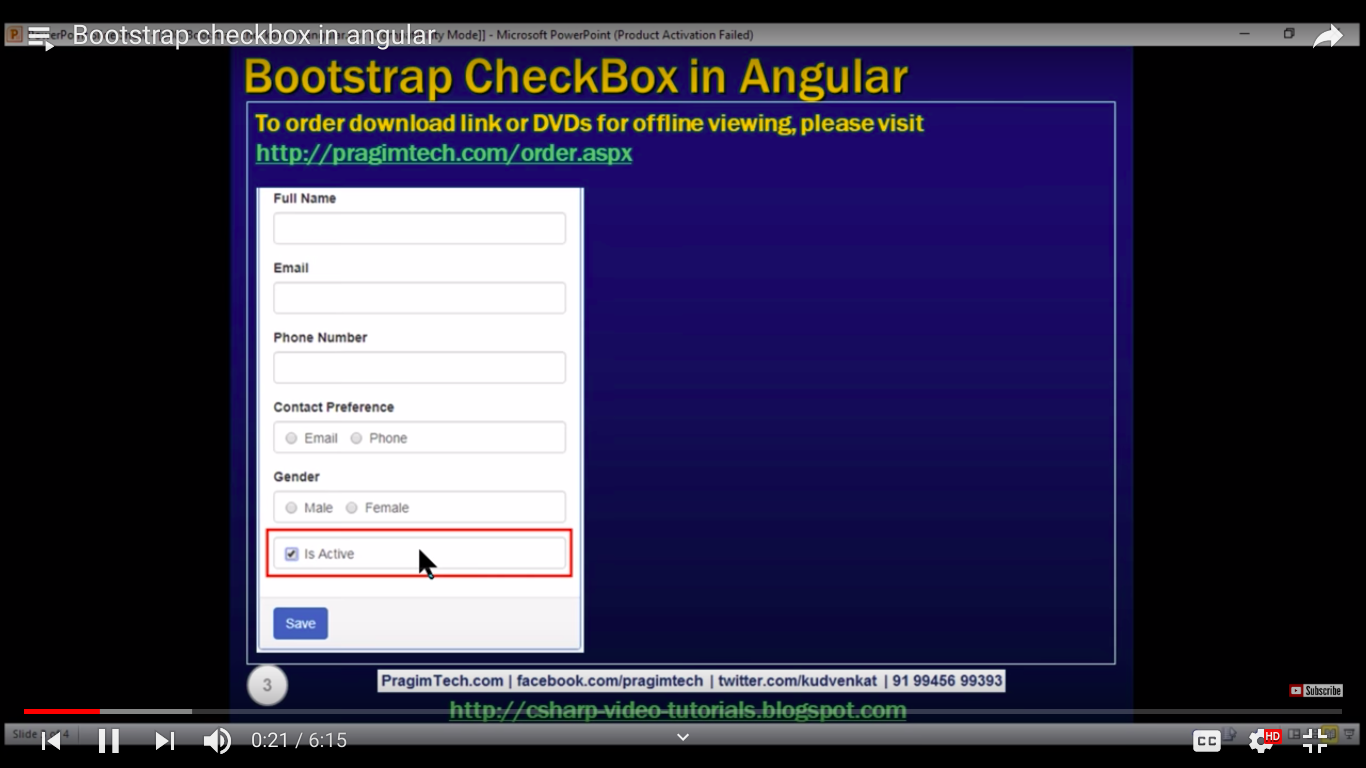 Bootstrap checkbox in angular
Mode]] - Microsoft PowerPoint (Product Activation Failed)
Bootstrap CheckBox in Angular
To order download link or DVDs for offline viewing, please visit
http://pragimtech.com/order.aspx
Full Name
Email
Phone Number
Contact Preference
Email Phone
Gender
Male Female
Is Active
Save
3
PragimTech.com | facebook.com/pragimtech | twitter.com/kudvenkat | 91 99456 99393
Subscribe
http://csharp-video-tutorials.blogspot.com
Slide 4
0:21 / 6:15
CC
HD